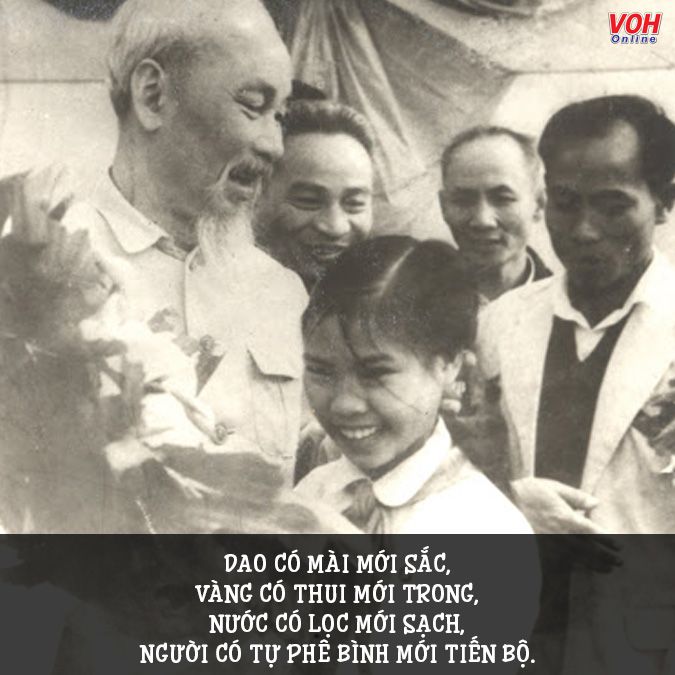 VOH
Online
DAO CÓ MÀI MỚI SẮC,
VÀNG CÓ THUI MỚI TRONG,
NƯỚC CÓ LỌC MỚI SẠCH,
NGƯỜI CÓ TỰ PHÊ BÌNH MỚI TIẾN BỘ.